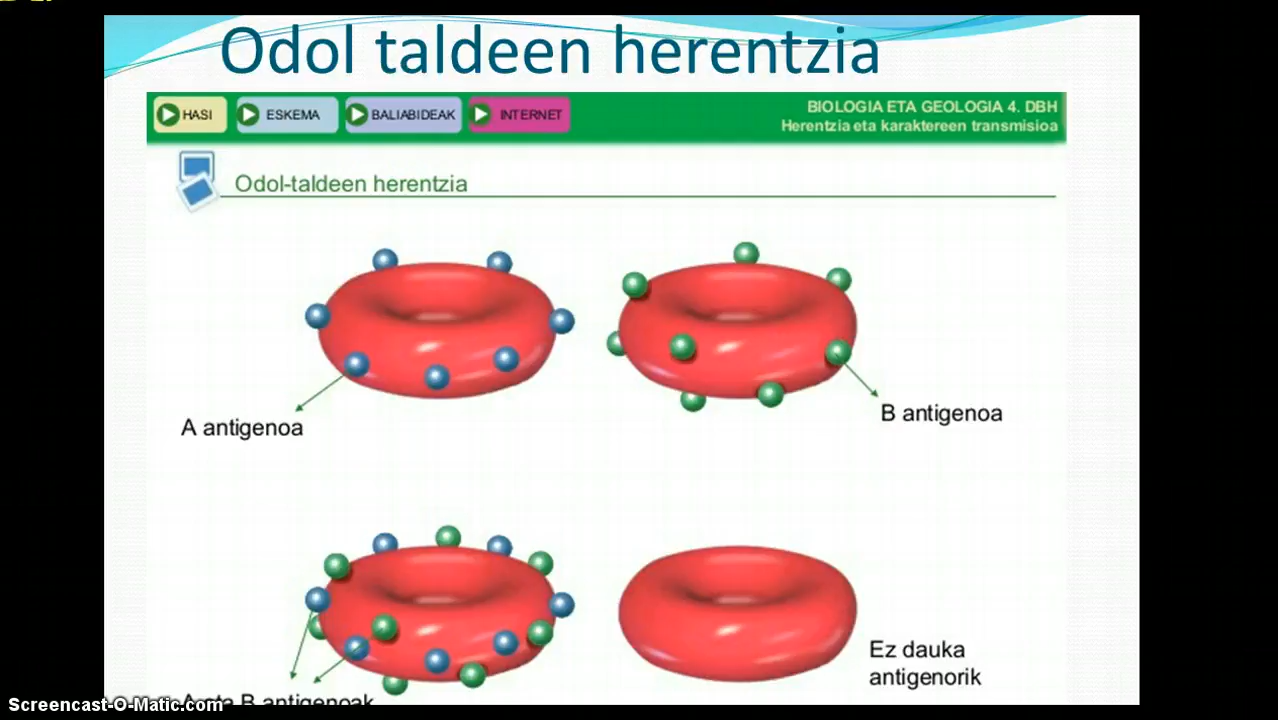 Odol taldeen herentzia
HASI
ESKEMA
BALIABIDEAK
INTERNET
BIOLOGIA ETA GEOLOGIA 4. DBH
Herentzia eta karaktereen transmisioa
Odol-taldeen herentzia
A antigenoa
B antigenoa
Ez dauka
antigenorik
B antigenoak
Screencast-O-Matic.com